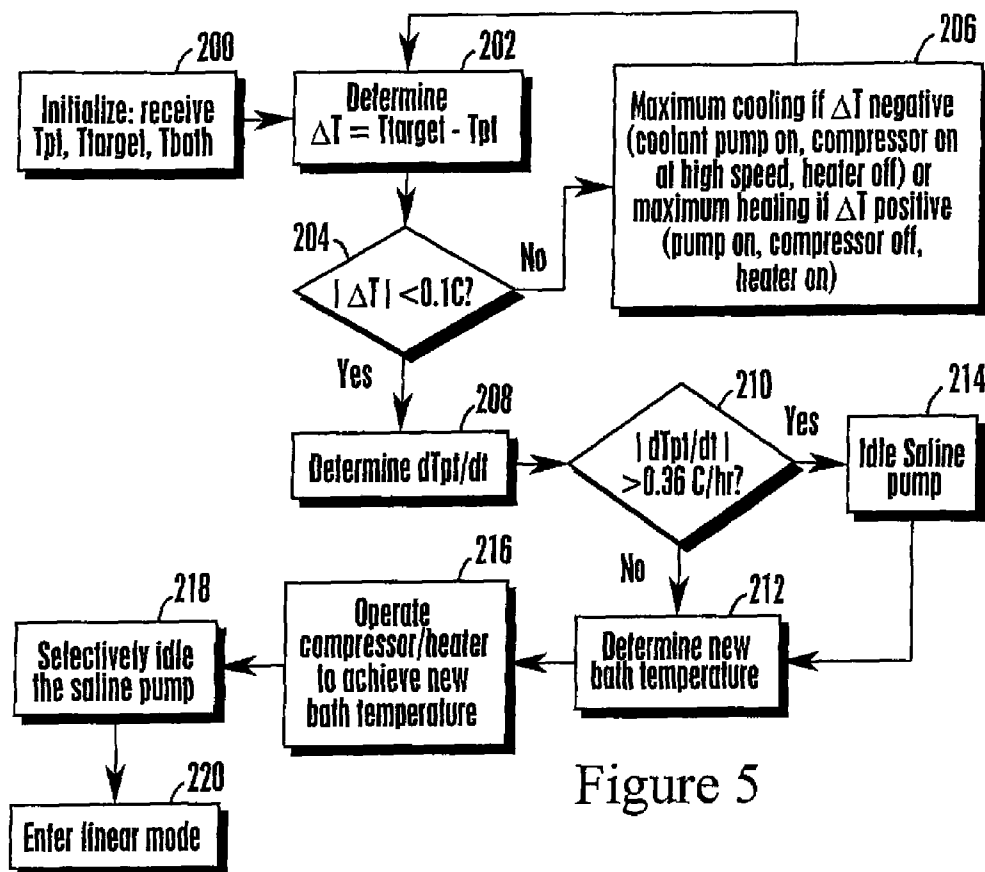 200
Initialize: receive
Tpt, Ttarget, Tbath
202
Determine
ΔT = Ttarget - Tpt
206
Maximum cooling if ΔT negative
(coolant pump on, compressor on
at high speed, heater off) or
maximum heating if ΔT positive
(pump on, compressor off,
heater on)
204
| ΔT | <0.1C?
No
Yes
208
Determine dTpt/dt
210
| dTpt/dt |
>0.36 C/hr?
Yes
No
214
Idle Saline
pump
212
Determine new
bath temperature
216
Operate
compressor/heater
to achieve new
bath temperature
218
Selectively idle
the saline pump
220
Enter linear mode
Figure 5